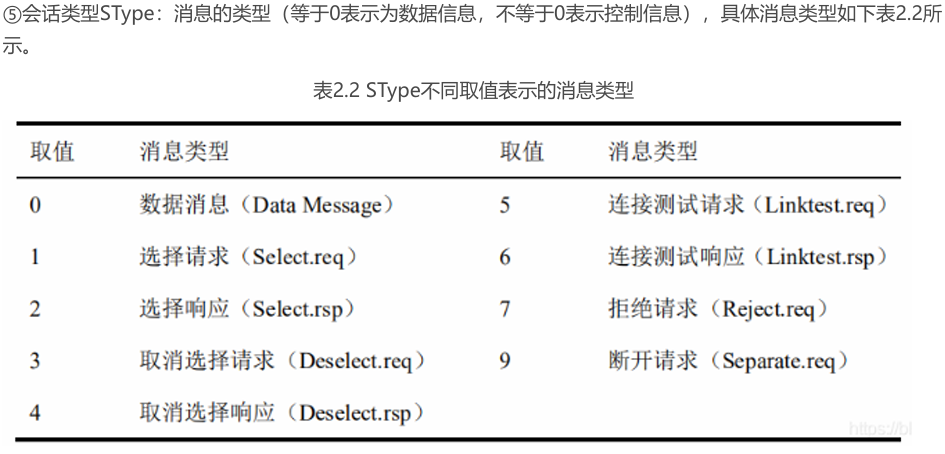 ⑤会话类型SType：消息的类型（等于0表示为数据信息，不等于0表示控制信息），具体消息类型如下表2.2所
示。
表2.2 SType不同取值表示的消息类型
取值 消息类型 取值 消息类型
0 数据消息（Data Message） 5 连接测试请求（Linktest.req）
1 选择请求（Select.req） 6 连接测试响应（Linktest.rsp）
2 选择响应（Select.rsp） 7 拒绝请求（Reject.req）
3 取消选择请求（Deselect.req） 9 断开请求（Separate.req）
4 取消选择响应（Deselect.rsp）
https://bl